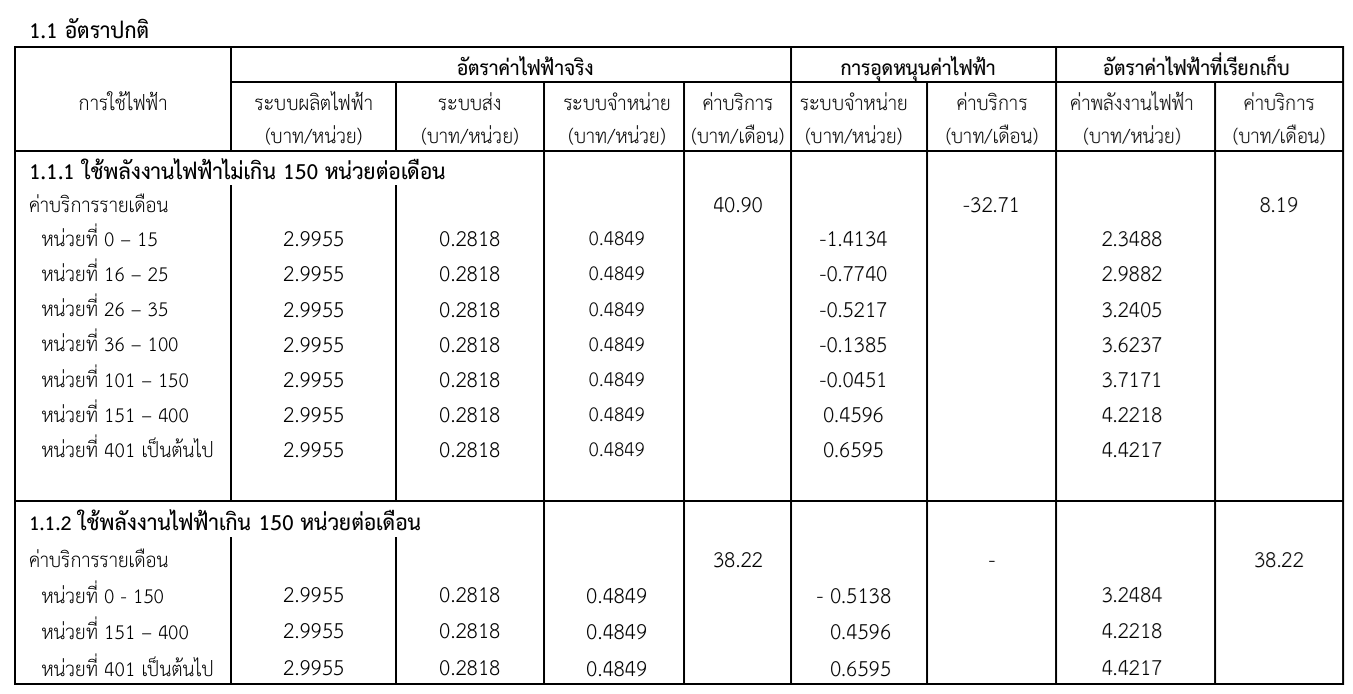 1.1 อัตราปกติ
อัตราค่าไฟฟ้าจริง การอุดหนุนค่าไฟฟ้า อัตราค่าไฟฟ้าที่เรียกเก็บ
การใช้ไฟฟ้า ระบบผลิตไฟฟ้า ระบบส่ง ระบบจำหน่าย ค่าบริการ ระบบจำหน่าย ค่าบริการ ค่าพลังงานไฟฟ้า ค่าบริการ
(บาท/หน่วย) (บาท/หน่วย) (บาท/หน่วย) (บาท/เดือน) (บาท/หน่วย) (บาท/เดือน) (บาท/หน่วย) (บาท/เดือน)
1.1.1 ใช้พลังงานไฟฟ้าไม่เกิน 150 หน่วยต่อเดือน
ค่าบริการรายเดือน 40.90 -32.71 8.19
หน่วยที่ 0 – 15 2.9955 0.2818 0.4849 -1.4134 2.3488
หน่วยที่ 16 – 25 2.9955 0.2818 0.4849 -0.7740 2.9882
หน่วยที่ 26 – 35 2.9955 0.2818 0.4849 -0.5217 3.2405
หน่วยที่ 36 – 100 2.9955 0.2818 0.4849 -0.1385 3.6237
หน่วยที่ 101 – 150 2.9955 0.2818 0.4849 -0.0451 3.7171
หน่วยที่ 151 – 400 2.9955 0.2818 0.4849 0.4596 4.2218
หน่วยที่ 401 เป็นต้นไป 2.9955 0.2818 0.4849 0.6595 4.4217
1.1.2 ใช้พลังงานไฟฟ้าเกิน 150 หน่วยต่อเดือน
ค่าบริการรายเดือน 38.22 - 38.22
หน่วยที่ 0 - 150 2.9955 0.2818 0.4849 - 0.5138 3.2484
หน่วยที่ 151 – 400 2.9955 0.2818 0.4849 0.4596 4.2218
หน่วยที่ 401 เป็นต้นไป 2.9955 0.2818 0.4849 0.6595 4.4217